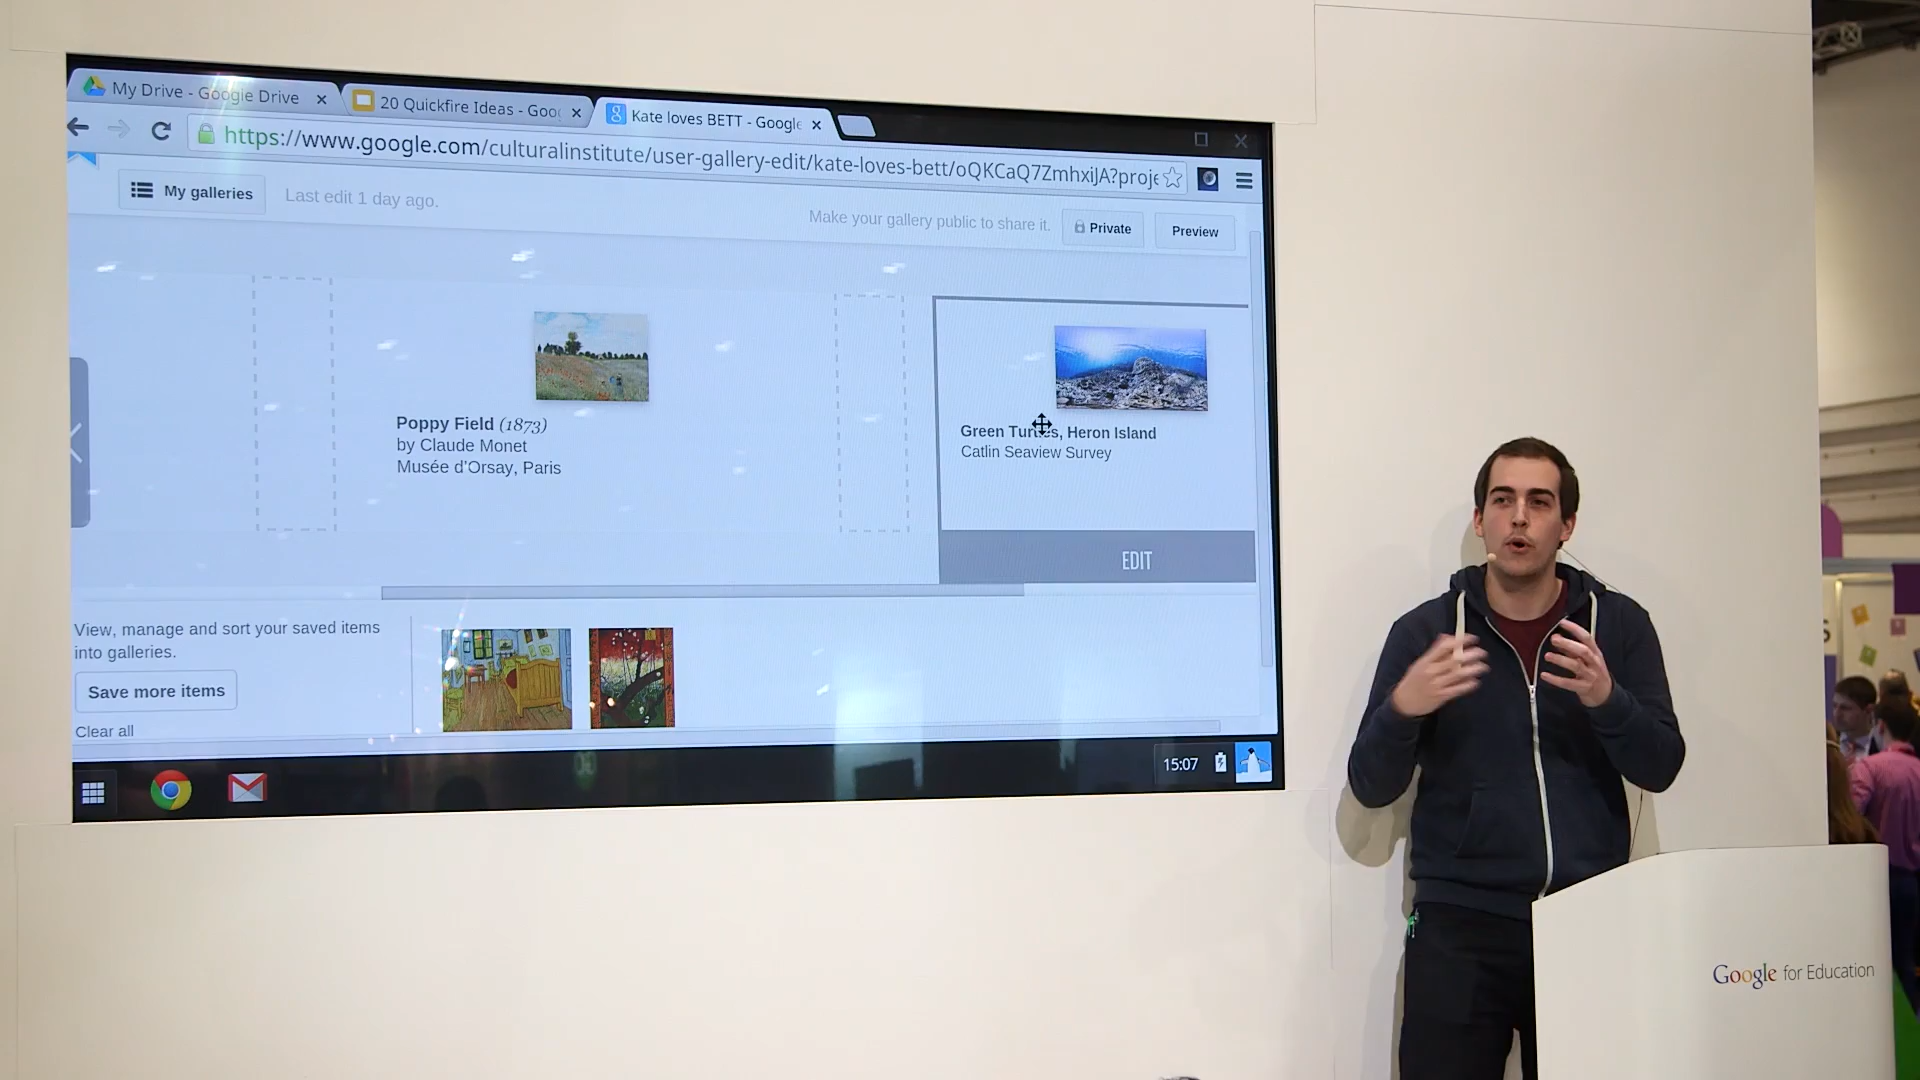 My Drive - Google Drive
20 Quickfire Ideas - Goo
Kate loves BETT - Google
https://www.google.com/culturalinstitute/user-gallery-edit/kate-loves-bett/oQKCaQ7ZmhxiJA?proje
My galleries
Last edit 1 day ago.
Make your gallery public to share it.
Private
Preview
Poppy Field (1873)
by Claude Monet
Musée d'Orsay, Paris
Green Turtles, Heron Island
Catlin Seaview Survey
EDIT
View, manage and sort your saved items
into galleries.
Save more items
Clear all
15:07
Google for Education